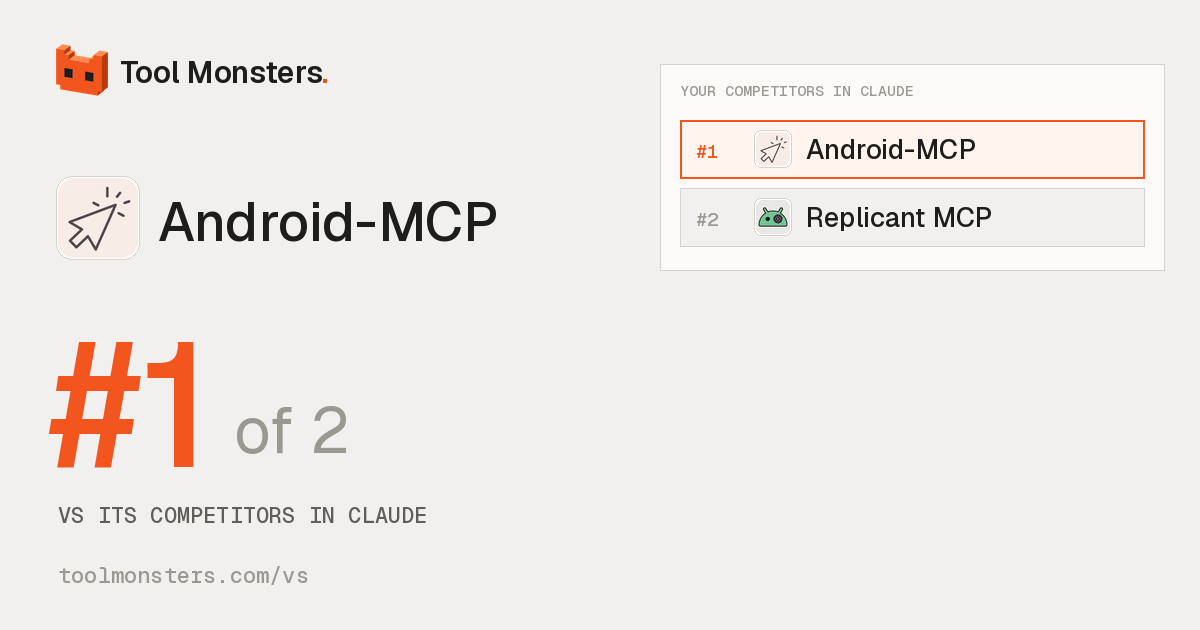 Tool Monsters.
Android-MCP
#1 of 2
VS ITS COMPETITORS IN CLAUDE
toolmonsters.com/vs
YOUR COMPETITORS IN CLAUDE
#1 Android-MCP
#2 Replicant MCP